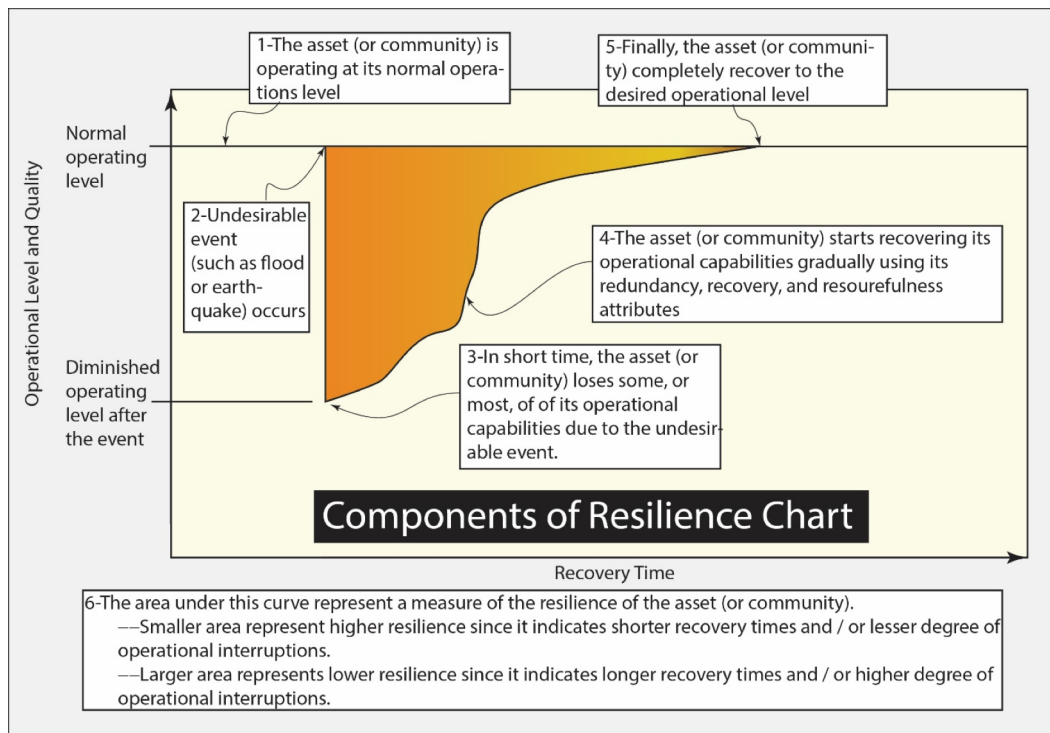 1-The asset (or community) is
operating at its normal opera-
tions level
5-Finally, the asset (or communi-
ty) completely recover to the
desired operational level
Normal
operating
level
2-Undesirable
event
(such as flood
or earth-
quake) occurs
4-The asset (or community) starts recovering its
operational capabilities gradually using its
redundancy, recovery, and resourefulness
attributes
Operational Level and Quality
Diminished
operating
level after
the event
3-In short time, the asset (or
community) loses some, or
most, of of its operational
capabilities due to the undesir-
able event.
Components of Resilience Chart
Recovery Time
6-The area under this curve represent a measure of the resilience of the asset (or community).
––Smaller area represent higher resilience since it indicates shorter recovery times and / or lesser degree of
operational interruptions.
––Larger area represents lower resilience since it indicates longer recovery times and / or higher degree of
operational interruptions.